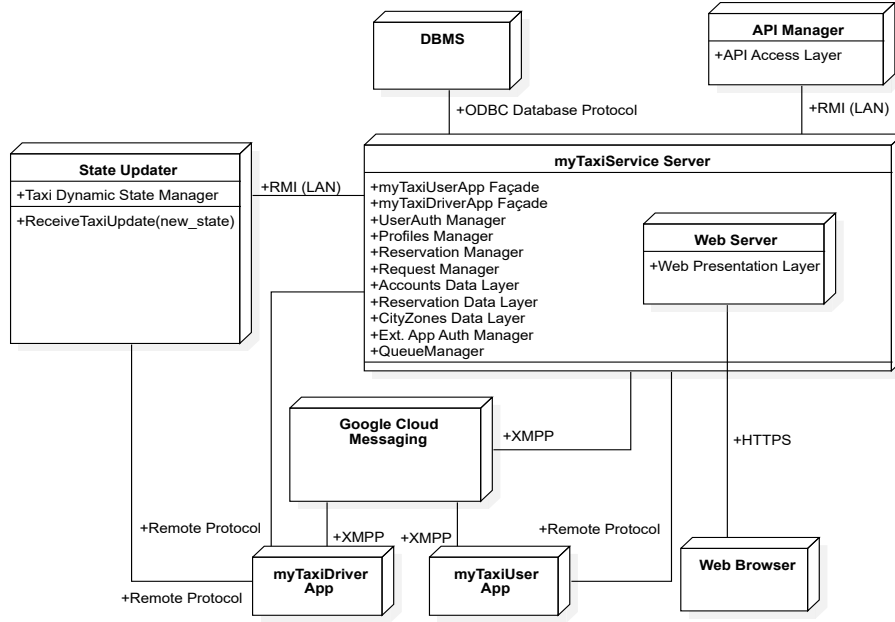 DBMS
API Manager
+API Access Layer
+ODBC Database Protocol
+RMI (LAN)
State Updater
+Taxi Dynamic State Manager
+ReceiveTaxiUpdate(new_state)
+RMI (LAN)
myTaxiService Server
+myTaxiUserApp Façade
+myTaxiDriverApp Façade
+UserAuth Manager
+Profiles Manager
+Reservation Manager
+Request Manager
+Accounts Data Layer
+Reservation Data Layer
+CityZones Data Layer
+Ext. App Auth Manager
+QueueManager
Web Server
+Web Presentation Layer
Google Cloud
Messaging
+XMPP
+HTTPS
+Remote Protocol
+XMPP
+XMPP
+Remote Protocol
myTaxiDriver
App
myTaxiUser
App
Web Browser
+Remote Protocol